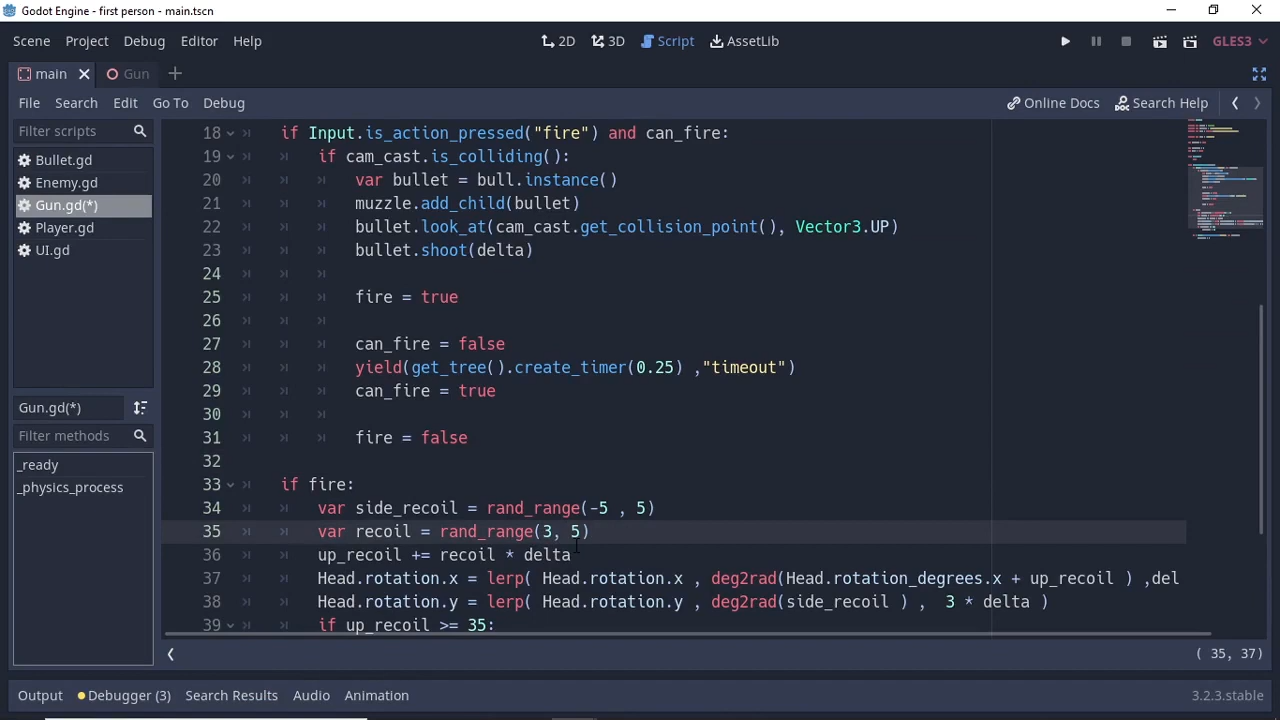 Godot Engine - first person - main.tscn
Scene Project Debug Editor Help
2D 3D Script AssetLib
GLES3
main Gun
File Search Edit Go To Debug
Online Docs Search Help
Filter scripts
Bullet.gd
Enemy.gd
Gun.gd(*)
Player.gd
UI.gd
Gun.gd(*)
Filter methods
_ready
_physics_process
18 if Input.is_action_pressed("fire") and can_fire:
19 if cam_cast.is_colliding():
20 var bullet = bull.instance()
21 muzzle.add_child(bullet)
22 bullet.look_at(cam_cast.get_collision_point(), Vector3.UP)
23 bullet.shoot(delta)
24
25 fire = true
26
27 can_fire = false
28 yield(get_tree().create_timer(0.25) ,"timeout")
29 can_fire = true
30
31 fire = false
32
33 if fire:
34 var side_recoil = rand_range(-5 , 5)
35 var recoil = rand_range(3, 5)
36 up_recoil += recoil * delta
37 Head.rotation.x = lerp( Head.rotation.x , deg2rad(Head.rotation_degrees.x + up_recoil ) ,del
38 Head.rotation.y = lerp( Head.rotation.y , deg2rad(side_recoil ) , 3 * delta )
39 if up_recoil >= 35:
( 35, 37)
Output Debugger (3) Search Results Audio Animation
3.2.3.stable